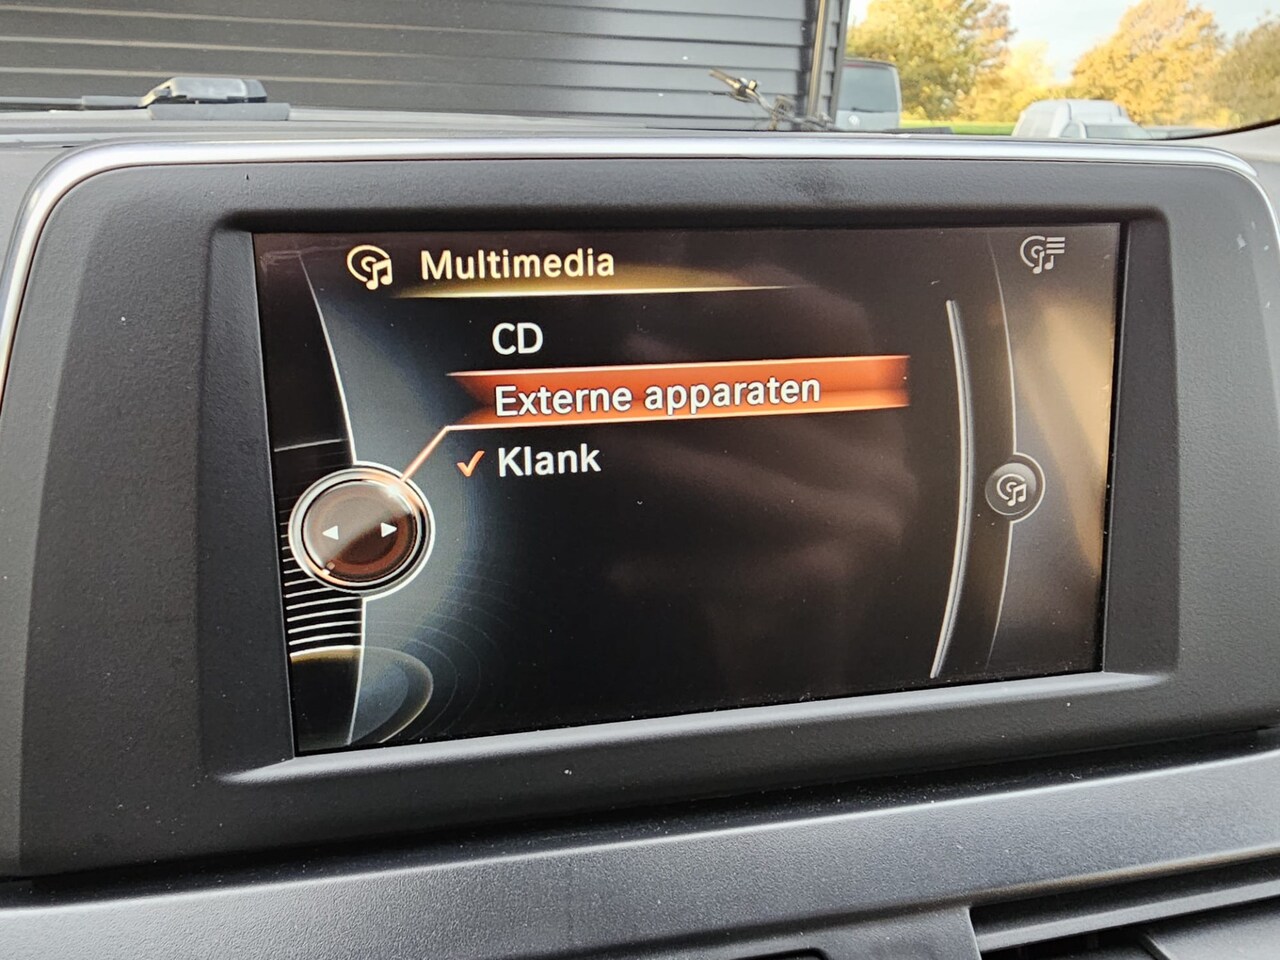 Multimedia
CD
Externe apparaten
Klank